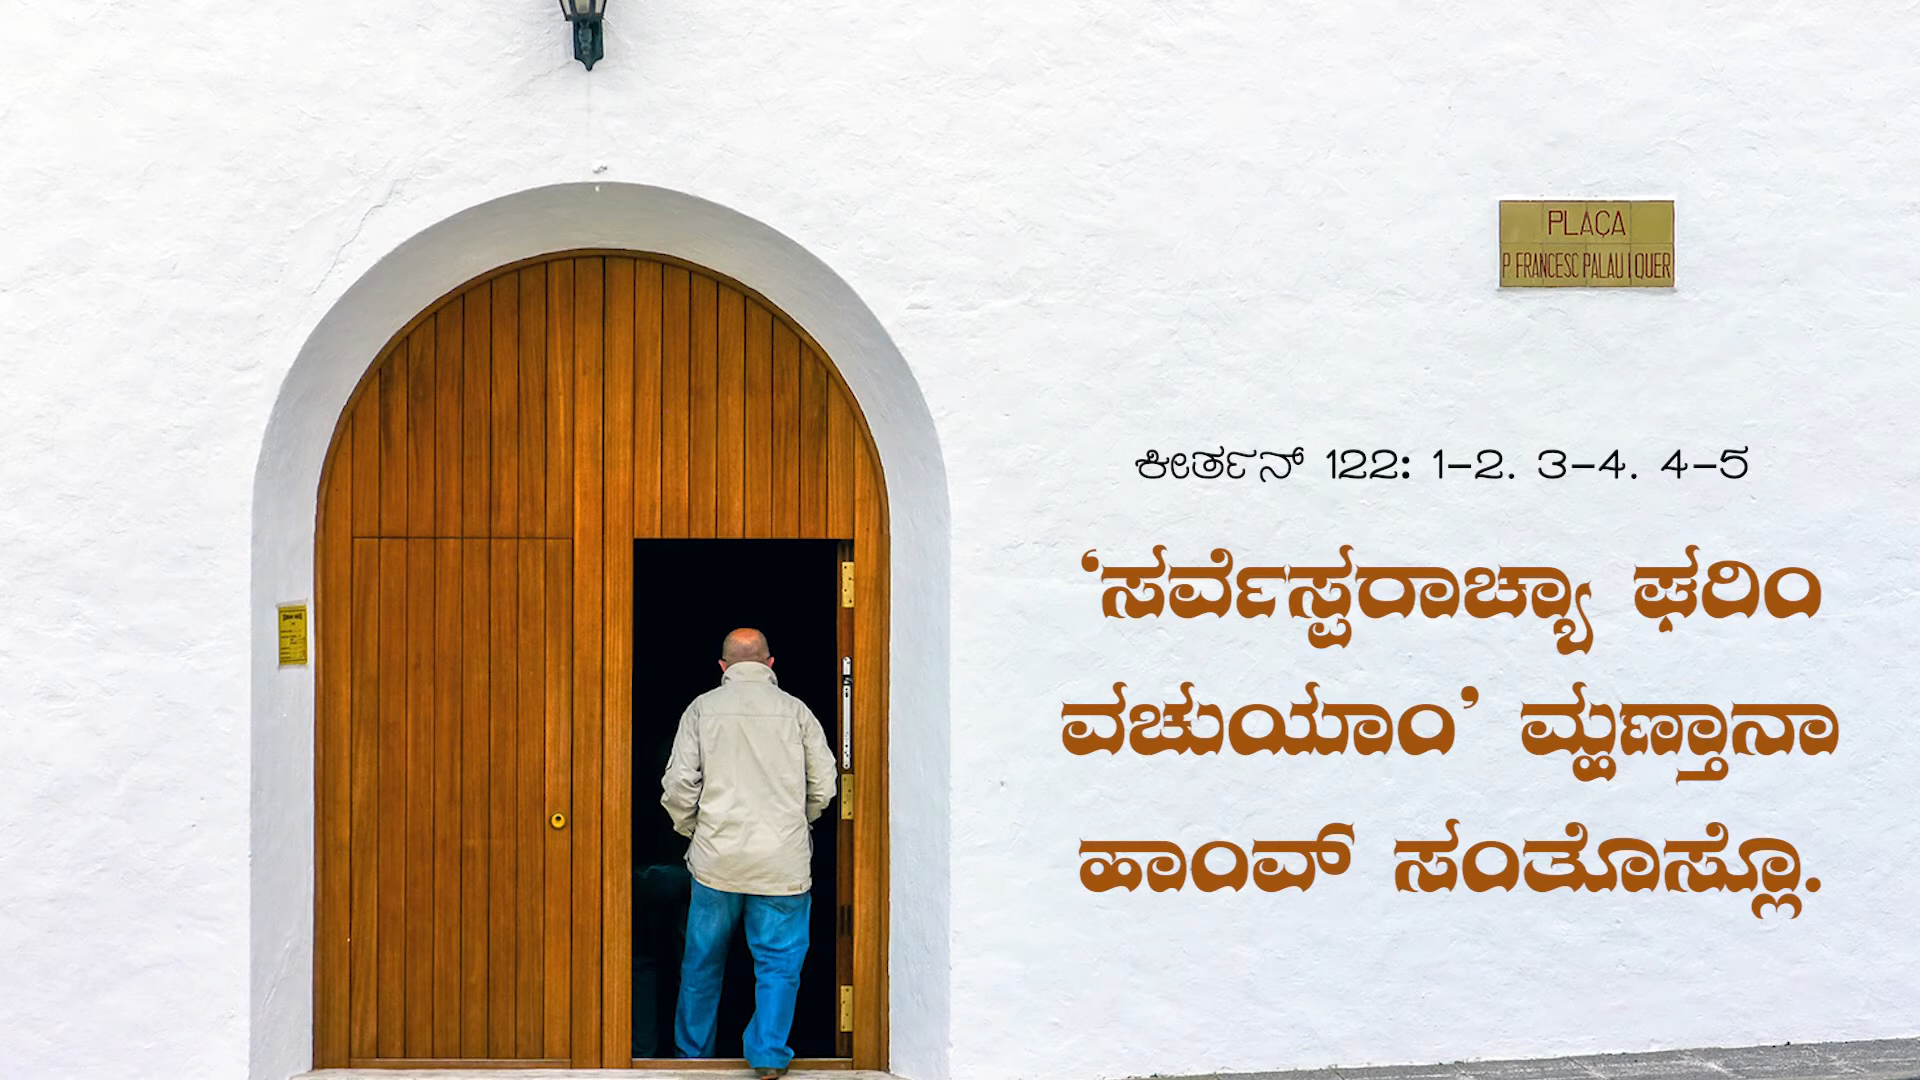 PLAÇA
P FRANCESC PALAU I QUER
ಕೀರ್ತನ್ 122: 1-2. 3-4. 4-5
‘ಸರ್ವೆಸ್ಪರಾಚ್ಯಾ ಘರಿಂ
ವಚುಯಾಂ’ ಮ್ಹಣ್ತಾನಾ
ಹಾಂವ್ ಸಂತೊಸ್ಲೊ.